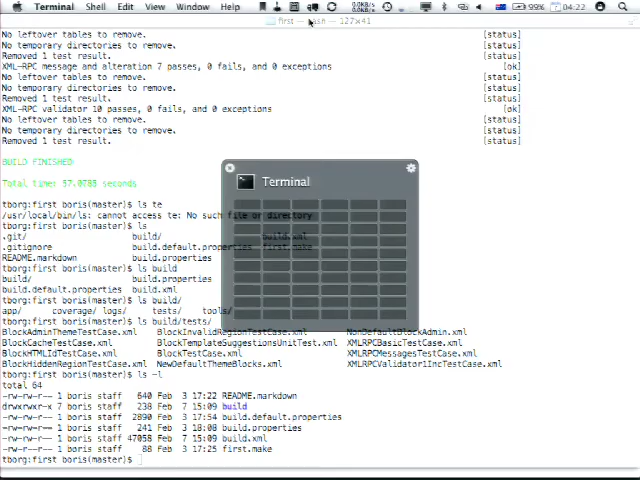 Terminal Shell Edit View Window Help 99% 04:22
first — bash — 127×41
No leftover tables to remove. [status]
No temporary directories to remove. [status]
Removed 1 test result. [status]
XML-RPC message and alteration 7 passes, 0 fails, and 0 exceptions [ok]
No leftover tables to remove. [status]
No temporary directories to remove. [status]
Removed 1 test result. [status]
XML-RPC validator 10 passes, 0 fails, and 0 exceptions [ok]
No leftover tables to remove. [status]
No temporary directories to remove. [status]
Removed 1 test result. [status]
BUILD FINISHED
Total time: 57.0785 seconds
Terminal
tborg:first boris(master)$ ls te
/usr/local/bin/ls: cannot access te: No such file or directory
tborg:first boris(master)$ ls
.git/ build/ build.xml
.gitignore build.default.properties first.make
README.markdown build.properties
tborg:first boris(master)$ ls build
build/ build.properties
build.default.properties build.xml
tborg:first boris(master)$ ls build/
app/ coverage/ logs/ tests/ tools/
tborg:first boris(master)$ ls build/tests/
BlockAdminThemeTestCase.xml BlockInvalidRegionTestCase.xml NonDefaultBlockAdmin.xml
BlockCacheTestCase.xml BlockTemplateSuggestionsUnitTest.xml XMLRPCBasicTestCase.xml
BlockHTMLIdTestCase.xml BlockTestCase.xml XMLRPCMessagesTestCase.xml
BlockHiddenRegionTestCase.xml NewDefaultThemeBlocks.xml XMLRPCValidator1IncTestCase.xml
tborg:first boris(master)$ ls -l
total 64
-rw-rw-r-- 1 boris staff 640 Feb 3 17:22 README.markdown
drwxrwxr-x 7 boris staff 238 Feb 7 15:09 build
-rw-rw-r-- 1 boris staff 2890 Feb 3 17:54 build.default.properties
-rw-rw-r-- 1 boris staff 241 Feb 3 18:08 build.properties
-rw-rw-r-- 1 boris staff 47058 Feb 7 15:09 build.xml
-rw-rw-r-- 1 boris staff 88 Feb 3 17:25 first.make
tborg:first boris(master)$